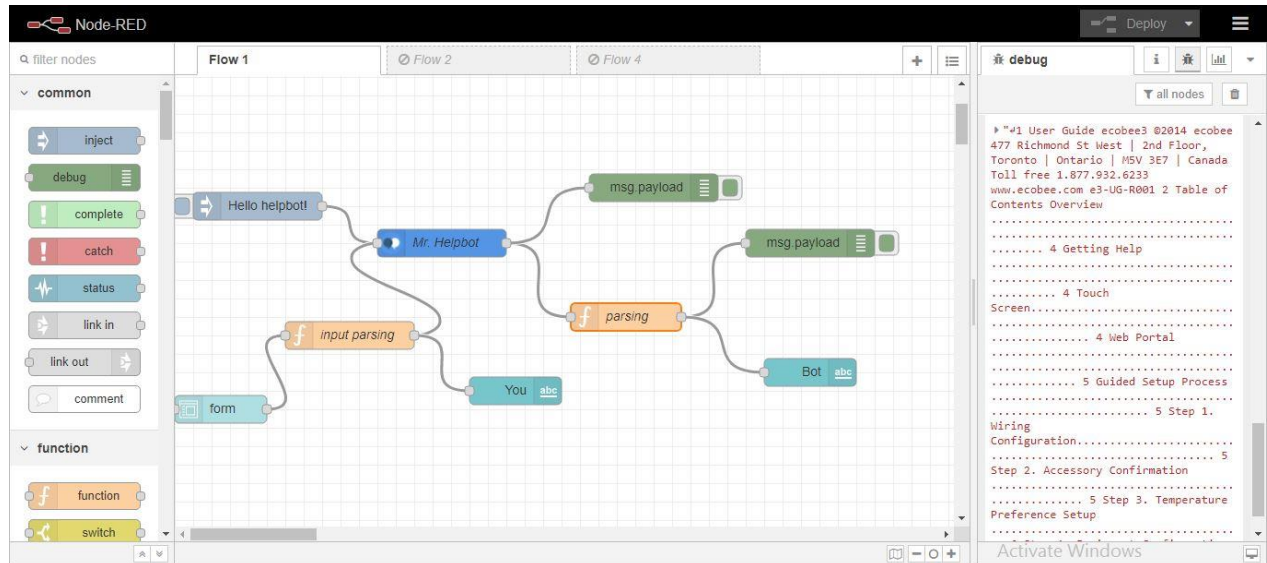 Node-RED
Deploy
filter nodes
Flow 1
Flow 2
Flow 4
debug
i
all nodes
common
inject
debug
complete
catch
status
link in
link out
comment
function
function
switch
Hello helpbot!
Mr. Helpbot
msg.payload
msg.payload
input parsing
parsing
form
You abc
Bot abc
"↵1 User Guide ecobee3 ©2014 ecobee
477 Richmond St West | 2nd Floor,
Toronto | Ontario | M5V 3E7 | Canada
Toll free 1.877.932.6233
www.ecobee.com e3-UG-R001 2 Table of
Contents Overview
..................................
..................................
........ 4 Getting Help
..................................
..................................
.......... 4 Touch
Screen............................
..................................
............... 4 Web Portal
..................................
..................................
............. 5 Guided Setup Process
..................................
....................... 5 Step 1.
Wiring
Configuration.......................
................................ 5
Step 2. Accessory Confirmation
..................................
.............. 5 Step 3. Temperature
Preference Setup
..................................
Activate Windows